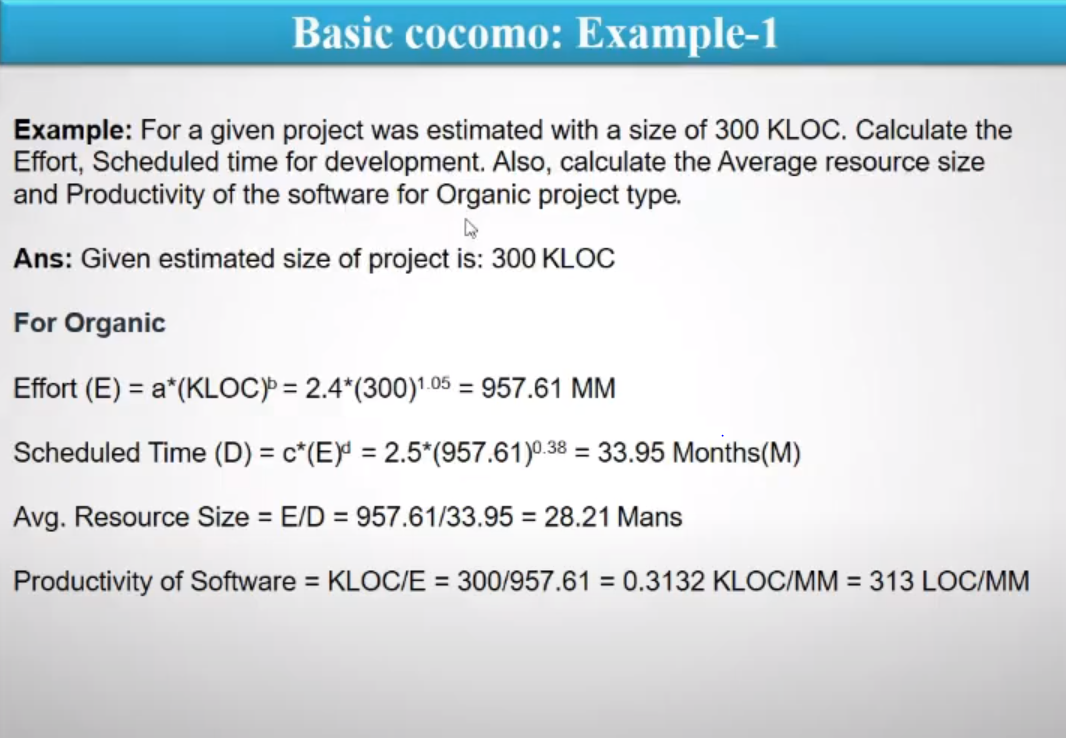 Basic cocomo: Example-1
Example: For a given project was estimated with a size of 300 KLOC. Calculate the
Effort, Scheduled time for development. Also, calculate the Average resource size
and Productivity of the software for Organic project type.
Ans: Given estimated size of project is: 300 KLOC
For Organic
Effort (E) = a*(KLOC)ᵇ = 2.4*(300)¹·⁰⁵ = 957.61 MM
Scheduled Time (D) = c*(E)ᵈ = 2.5*(957.61)⁰·³⁸ = 33.95 Months(M)
Avg. Resource Size = E/D = 957.61/33.95 = 28.21 Mans
Productivity of Software = KLOC/E = 300/957.61 = 0.3132 KLOC/MM = 313 LOC/MM